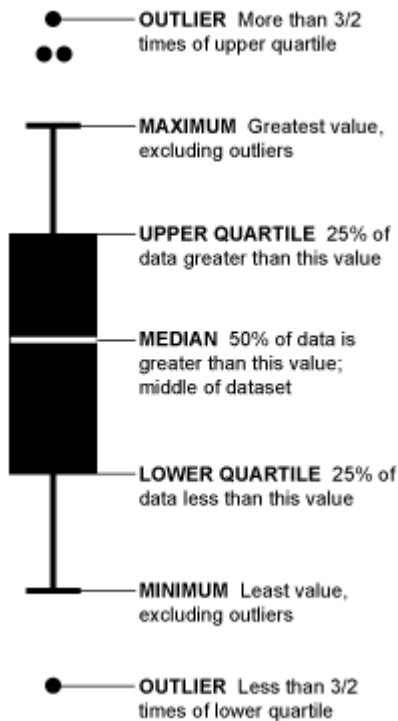 OUTLIER More than 3/2
times of upper quartile
MAXIMUM Greatest value,
excluding outliers
UPPER QUARTILE 25% of
data greater than this value
MEDIAN 50% of data is
greater than this value;
middle of dataset
LOWER QUARTILE 25% of
data less than this value
MINIMUM Least value,
excluding outliers
OUTLIER Less than 3/2
times of lower quartile